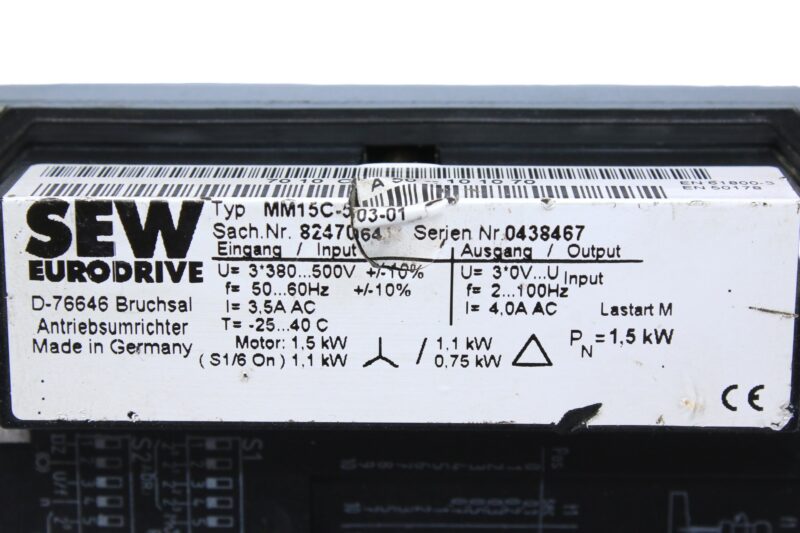 EN 61800-3
EN 50178
SEW
EURODRIVE
D-76646 Bruchsal
Antriebsumrichter
Made in Germany
Typ MM15C-503-01
Sach.Nr. 8247064 Serien Nr.0438467
Eingang / Input Ausgang / Output
U= 3*380...500V +/-10% U= 3*0V...U Input
f= 50...60Hz +/-10% f= 2...100Hz
I= 3,5A AC I= 4,0A AC Lastart M
T= -25...40 C
Motor: 1,5 kW / 1,1 kW PN=1,5 kW
(S1/6 On) 1,1 kW 0,75 kW
CE
S1
S2